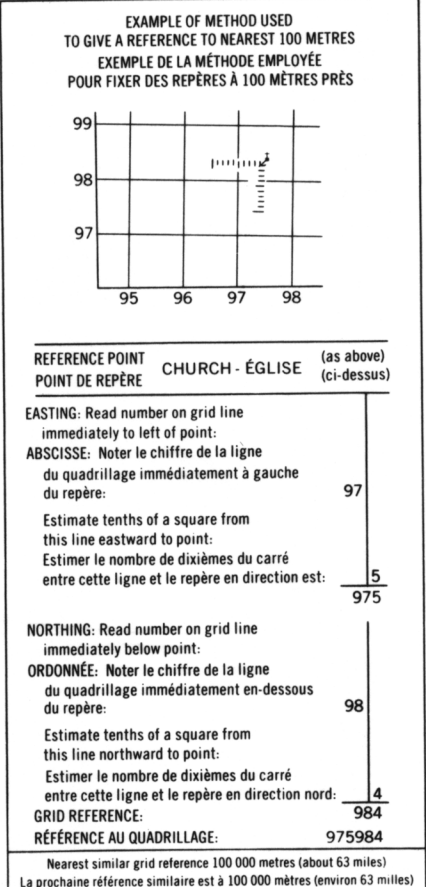 EXAMPLE OF METHOD USED
TO GIVE A REFERENCE TO NEAREST 100 METRES
EXEMPLE DE LA MÉTHODE EMPLOYÉE
POUR FIXER DES REPÈRES À 100 MÈTRES PRÈS
99
98
97
95 96 97 98
REFERENCE POINT
POINT DE REPÈRE
CHURCH - ÉGLISE
(as above)
(ci-dessus)
EASTING: Read number on grid line
immediately to left of point:
ABSCISSE: Noter le chiffre de la ligne
du quadrillage immédiatement à gauche
du repère: 97
Estimate tenths of a square from
this line eastward to point:
Estimer le nombre de dixièmes du carré
entre cette ligne et le repère en direction est: 5
975
NORTHING: Read number on grid line
immediately below point:
ORDONNÉE: Noter le chiffre de la ligne
du quadrillage immédiatement en-dessous
du repère: 98
Estimate tenths of a square from
this line northward to point:
Estimer le nombre de dixièmes du carré
entre cette ligne et le repère en direction nord: 4
GRID REFERENCE: 984
RÉFÉRENCE AU QUADRILLAGE: 975984
Nearest similar grid reference 100 000 metres (about 63 miles)
La prochaine référence similaire est à 100 000 mètres (environ 63 milles)